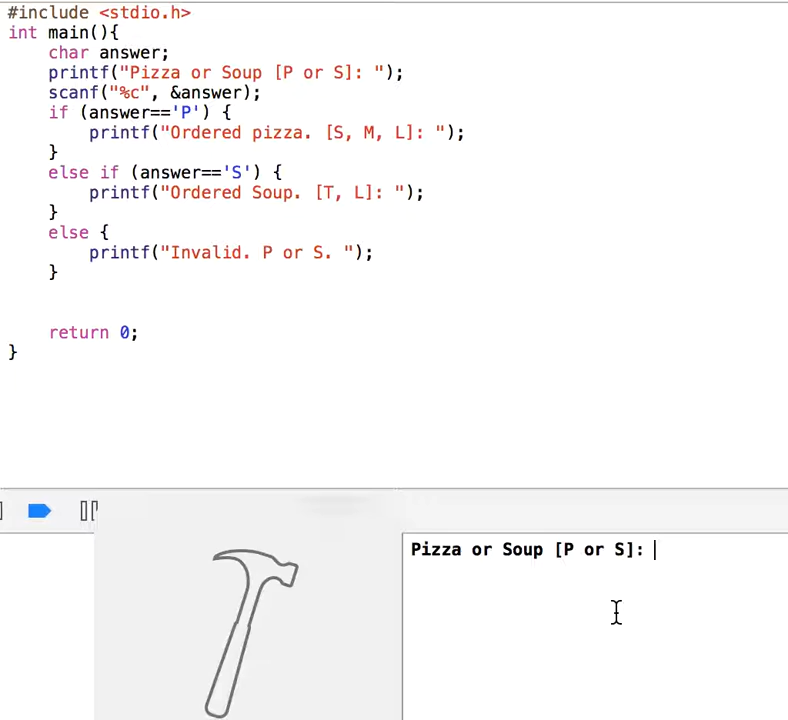 #include <stdio.h>
int main(){
    char answer;
    printf("Pizza or Soup [P or S]: ");
    scanf("%c", &answer);
    if (answer=='P') {
        printf("Ordered pizza. [S, M, L]: ");
    }
    else if (answer=='S') {
        printf("Ordered Soup. [T, L]: ");
    }
    else {
        printf("Invalid. P or S. ");
    }
    return 0;
}
Pizza or Soup [P or S]: